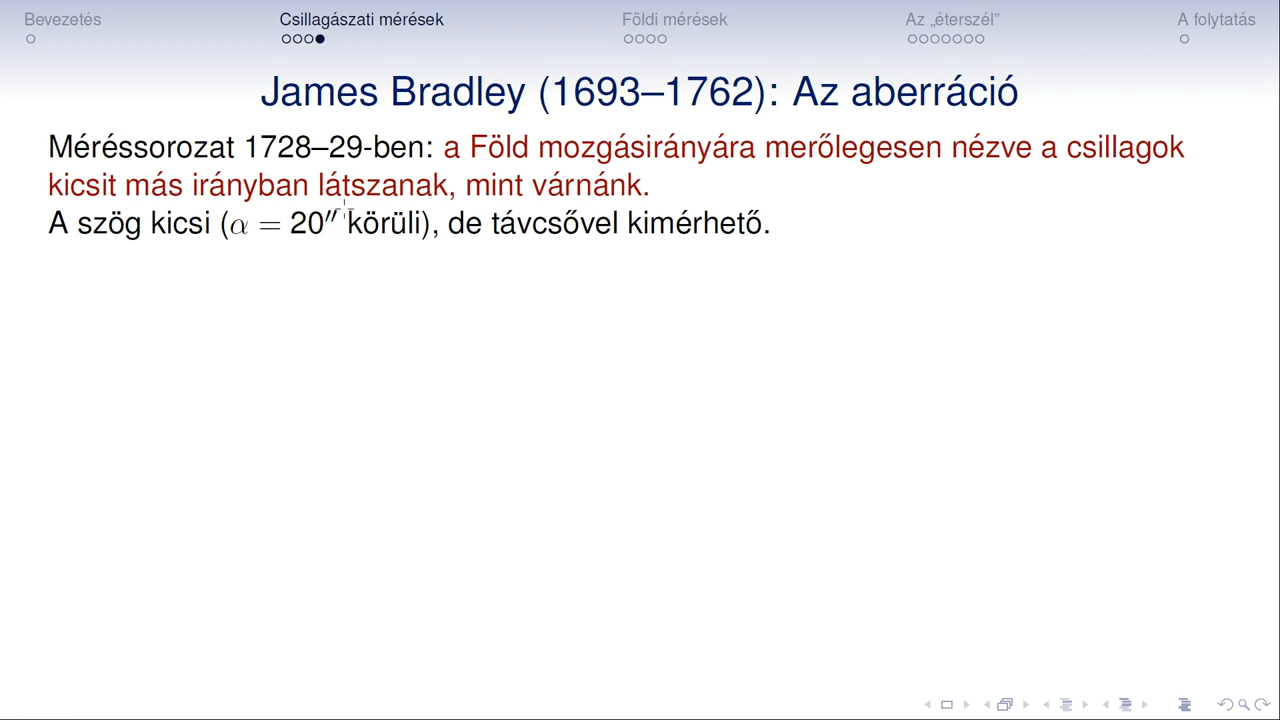 Bevezetés Csillagászati mérések Földi mérések Az „éterszél” A folytatás
James Bradley (1693–1762): Az aberráció
Méréssorozat 1728–29-ben: a Föld mozgásirányára merőlegesen nézve a csillagok
kicsit más irányban látszanak, mint várnánk.
A szög kicsi (α = 20″ körüli), de távcsővel kimérhető.